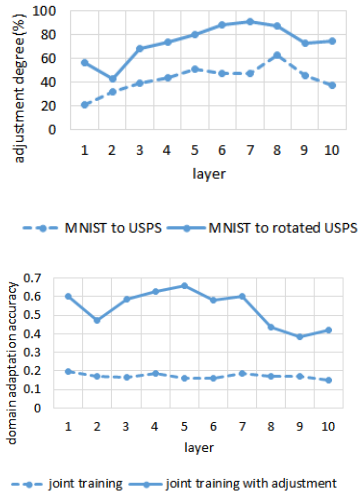 adjustment degree(%)
100
80
60
40
20
0
1 2 3 4 5 6 7 8 9 10
layer
MNIST to USPS MNIST to rotated USPS
domain adaptation accuracy
0.7
0.6
0.5
0.4
0.3
0.2
0.1
0
1 2 3 4 5 6 7 8 9 10
layer
joint training joint training with adjustment